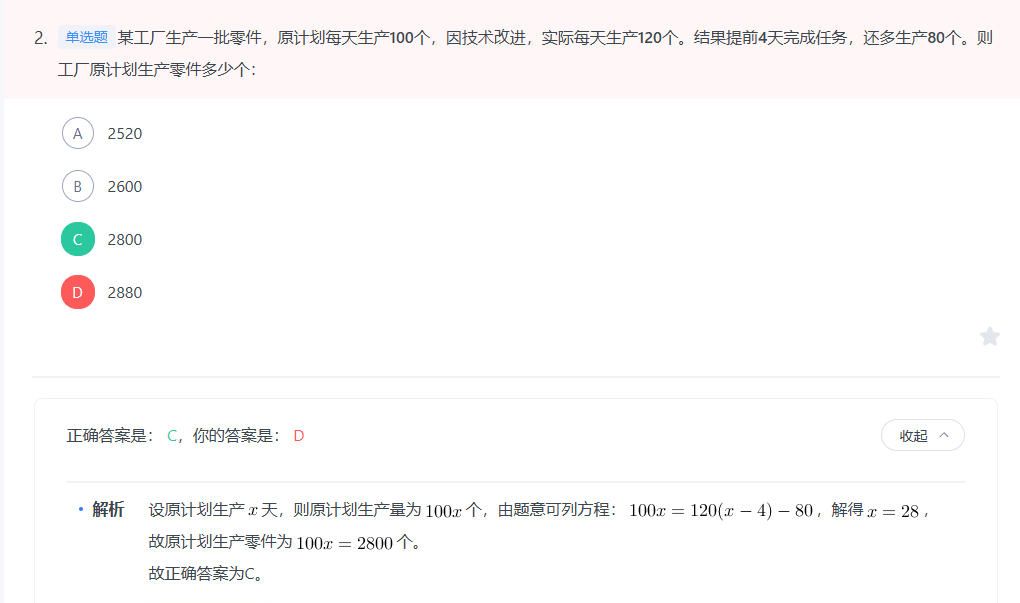 2. 单选题 某工厂生产一批零件，原计划每天生产100个，因技术改进，实际每天生产120个。结果提前4天完成任务，还多生产80个。则
工厂原计划生产零件多少个：
A 2520
B 2600
C 2800
D 2880
正确答案是： C，你的答案是： D
收起
• 解析 设原计划生产 x 天，则原计划生产量为 100x 个，由题意可列方程： 100x = 120(x − 4) − 80，解得 x = 28，
故原计划生产零件为 100x = 2800 个。
故正确答案为C。